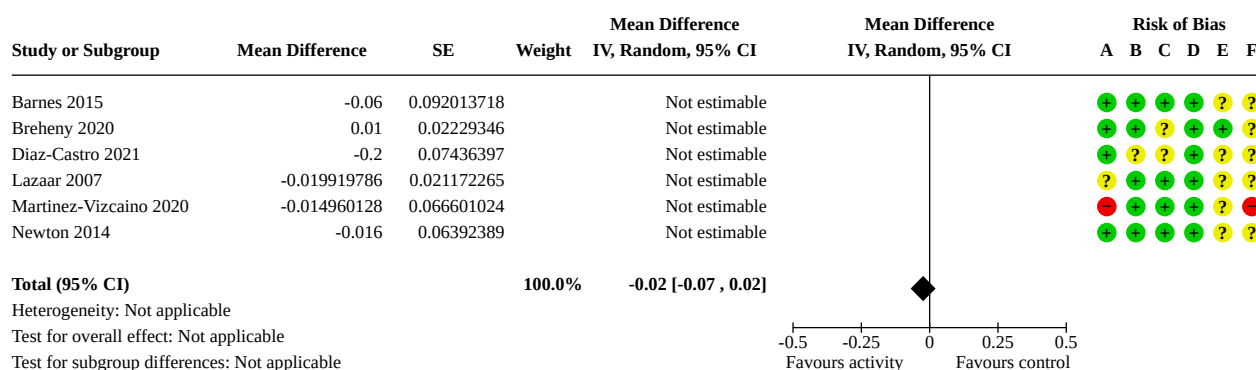 Mean Difference Mean Difference Risk of Bias
Study or Subgroup Mean Difference SE Weight IV, Random, 95% CI IV, Random, 95% CI A B C D E F
Barnes 2015 -0.06 0.092013718 Not estimable + + + + ? ?
Breheny 2020 0.01 0.02229346 Not estimable + + ? + + ?
Diaz-Castro 2021 -0.2 0.07436397 Not estimable + ? ? + ? ?
Lazaar 2007 -0.019919786 0.021172265 Not estimable ? + + + ? ?
Martinez-Vizcaino 2020 -0.014960128 0.066601024 Not estimable − + + + ? −
Newton 2014 -0.016 0.06392389 Not estimable + + + + ? ?
Total (95% CI) 100.0% -0.02 [-0.07 , 0.02]
Heterogeneity: Not applicable
Test for overall effect: Not applicable
-0.5 -0.25 0 0.25 0.5
Test for subgroup differences: Not applicable Favours activity Favours control